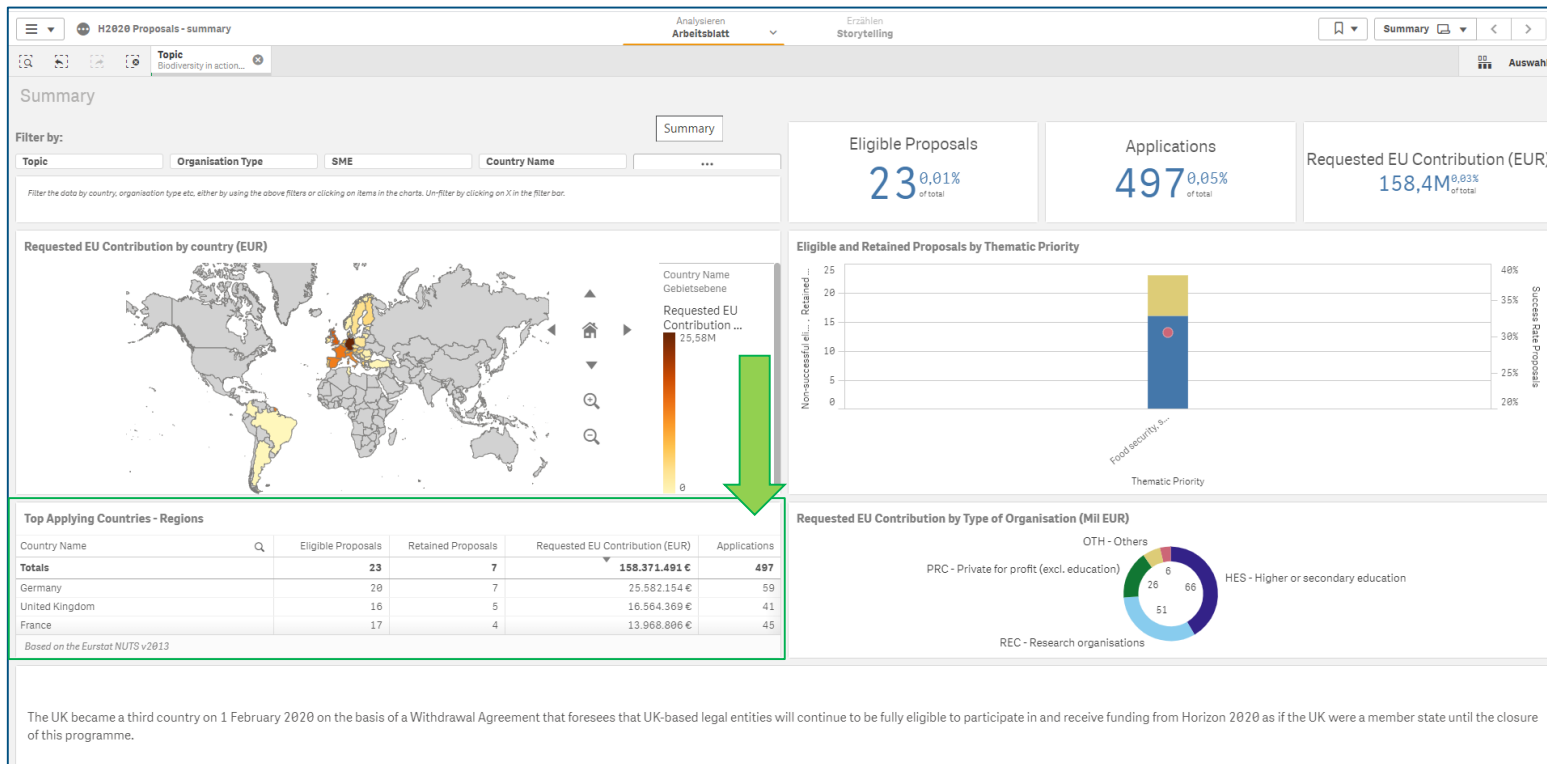 H2020 Proposals - summary
Analysieren
Arbeitsblatt
Erzählen
Storytelling
Summary
Topic
Biodiversity in action...
Auswahl
Summary
Filter by:
Summary
Topic
Organisation Type
SME
Country Name
...
Filter the data by country, organisation type etc, either by using the above filters or clicking on items in the charts. Un-filter by clicking on X in the filter bar.
Eligible Proposals
23 0,01%
of total
Applications
497 0,05%
of total
Requested EU Contribution (EUR)
158,4M 0,03%
of total
Requested EU Contribution by country (EUR)
Country Name
Gebietsebene
Requested EU
Contribution ...
25,58M
0
Eligible and Retained Proposals by Thematic Priority
Non-successful eli... , Retained ...
25
20
15
10
5
0
40%
35%
30%
25%
20%
Success Rate Proposals
Food security, s...
Thematic Priority
Top Applying Countries - Regions
Country Name Eligible Proposals Retained Proposals Requested EU Contribution (EUR) Applications
Totals 23 7 158.371.491 € 497
Germany 20 7 25.582.154 € 59
United Kingdom 16 5 16.564.369 € 41
France 17 4 13.968.806 € 45
Based on the Eurstat NUTS v2013
Requested EU Contribution by Type of Organisation (Mil EUR)
OTH - Others
PRC - Private for profit (excl. education)
6
26
66
51
HES - Higher or secondary education
REC - Research organisations
The UK became a third country on 1 February 2020 on the basis of a Withdrawal Agreement that foresees that UK-based legal entities will continue to be fully eligible to participate in and receive funding from Horizon 2020 as if the UK were a member state until the closure
of this programme.